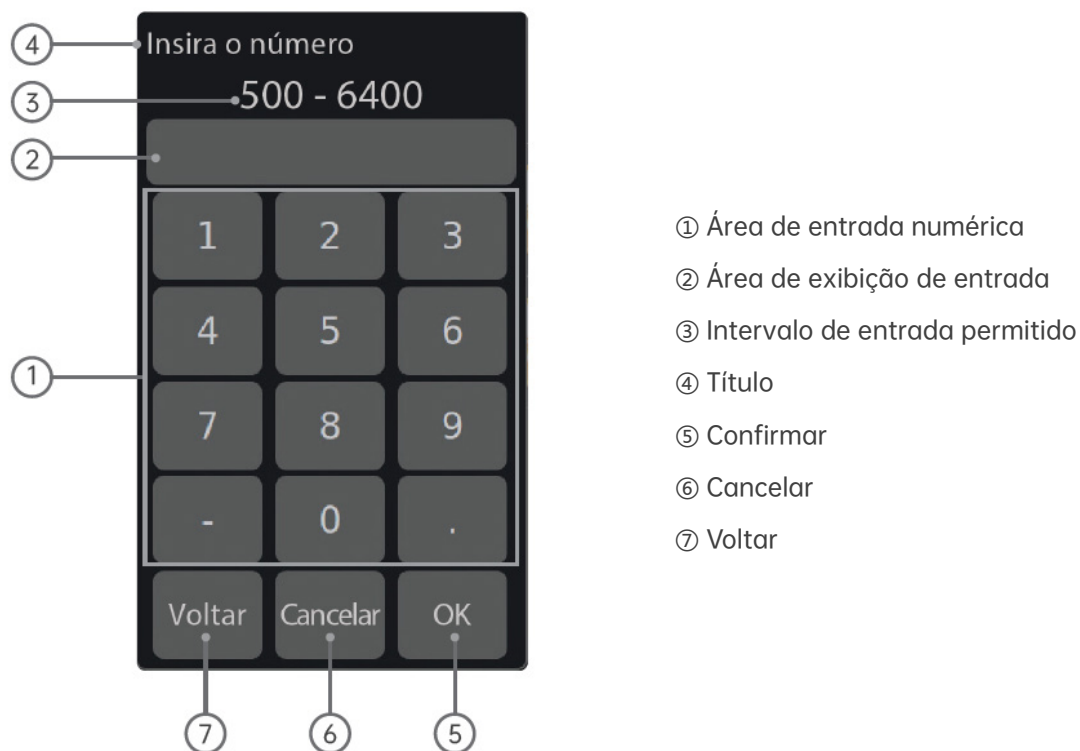 ④ Insira o número
③ 500 - 6400
②
1 2 3
4 5 6
①
7 8 9
- 0 .
Voltar Cancelar OK
⑦ ⑥ ⑤
① Área de entrada numérica
② Área de exibição de entrada
③ Intervalo de entrada permitido
④ Título
⑤ Confirmar
⑥ Cancelar
⑦ Voltar